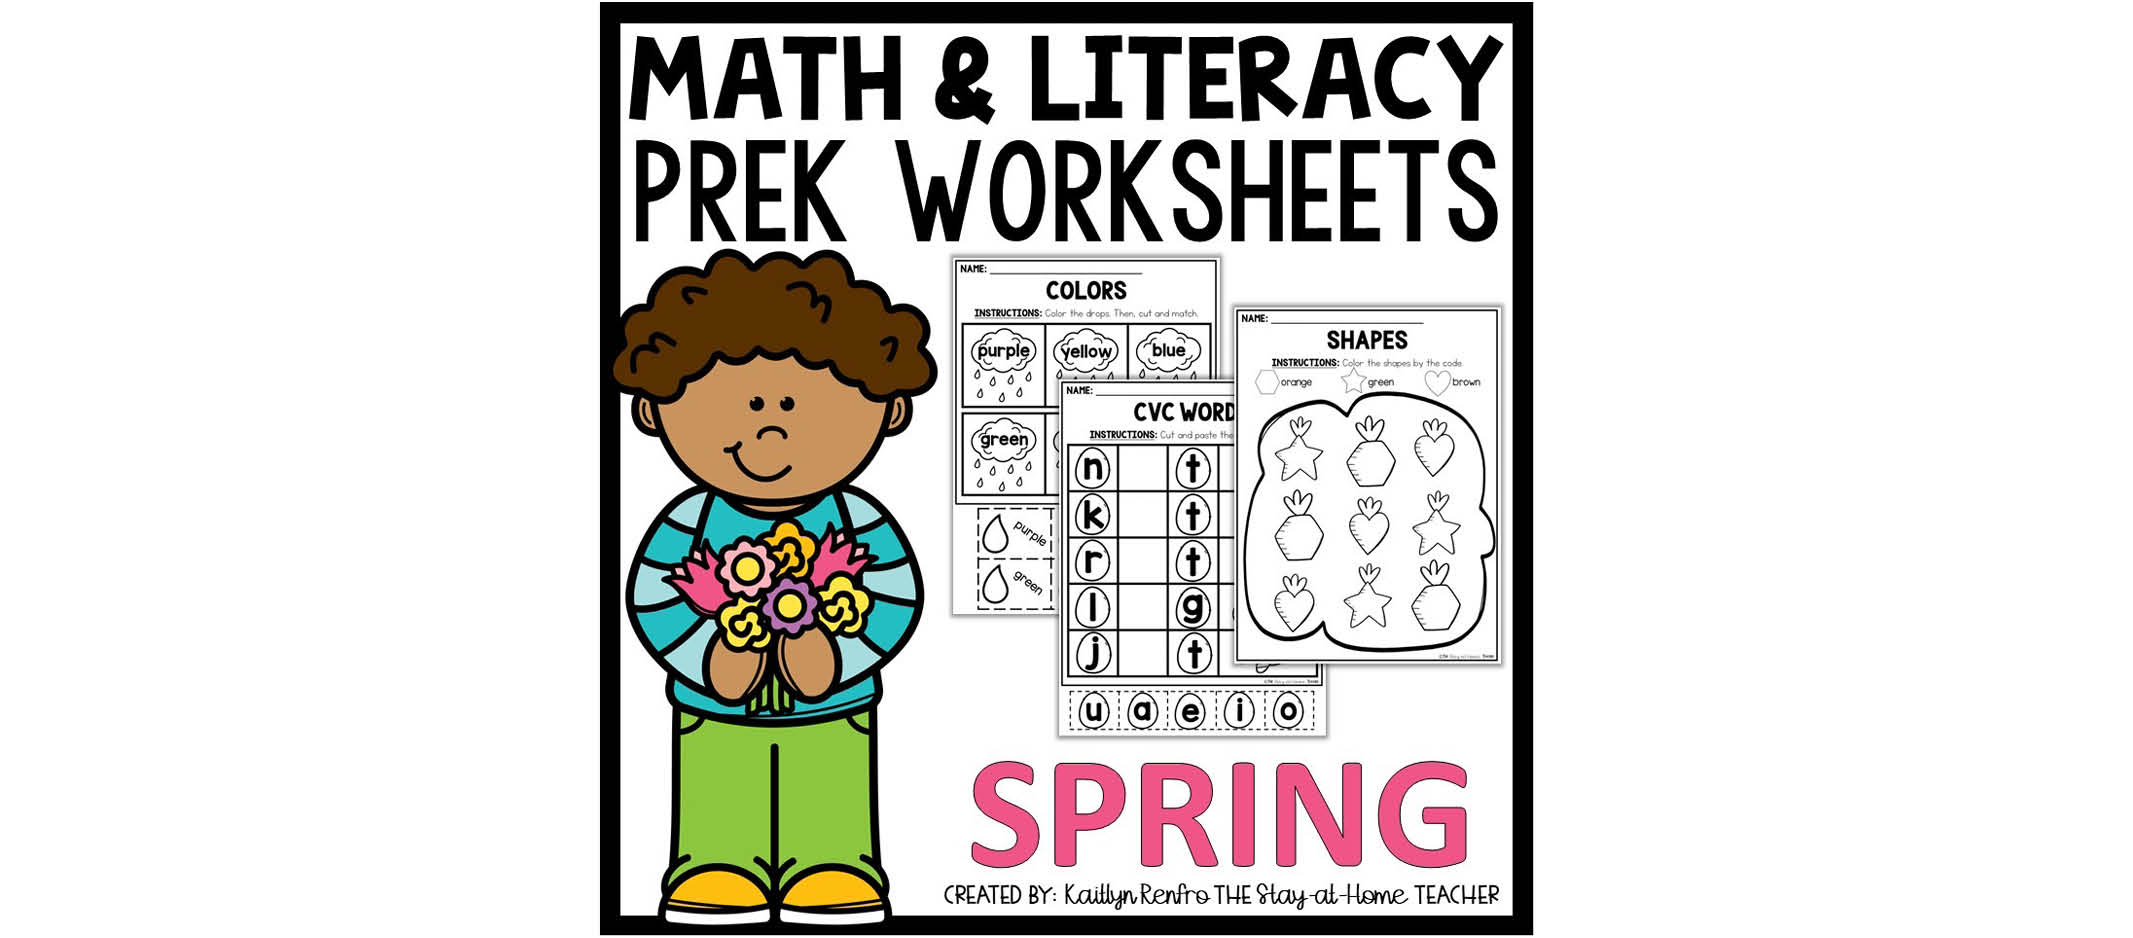 MATH & LITERACY
PREK WORKSHEETS
NAME:
COLORS
INSTRUCTIONS: Color the drops. Then, cut and match.
purple yellow blue
green
purple
green
NAME:
CVC WORD
INSTRUCTIONS: Cut and paste the
n t
k t
r t
l g
j t
u a e i o
NAME:
SHAPES
INSTRUCTIONS: Color the shapes by the code.
orange green brown
SPRING
CREATED BY: Kaitlyn Renfro THE Stay-at-Home TEACHER